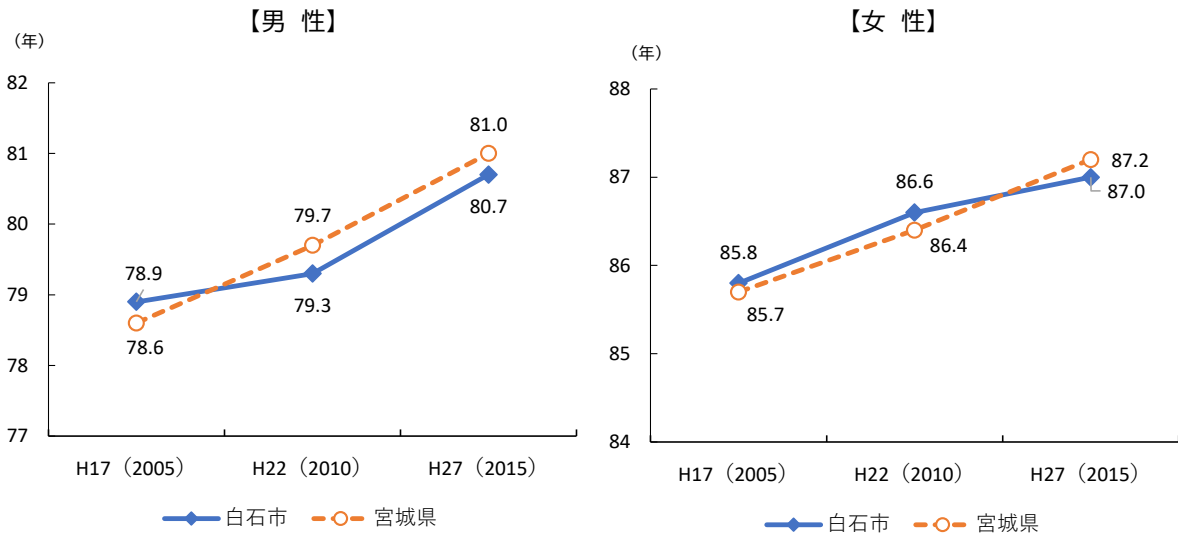 【男 性】
(年)
82
81
80
79
78
77
78.9
78.6
79.7
79.3
81.0
80.7
H17（2005）
H22（2010）
H27（2015）
白石市
宮城県
【女 性】
(年)
88
87
86
85
84
85.8
85.7
86.6
86.4
87.2
87.0
H17（2005）
H22（2010）
H27（2015）
白石市
宮城県